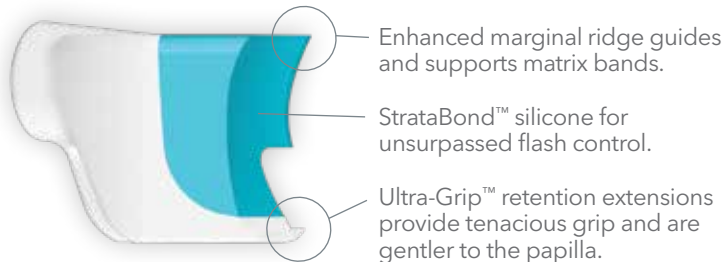 Enhanced marginal ridge guides
and supports matrix bands.
StrataBond™ silicone for
unsurpassed flash control.
Ultra-Grip™ retention extensions
provide tenacious grip and are
gentler to the papilla.